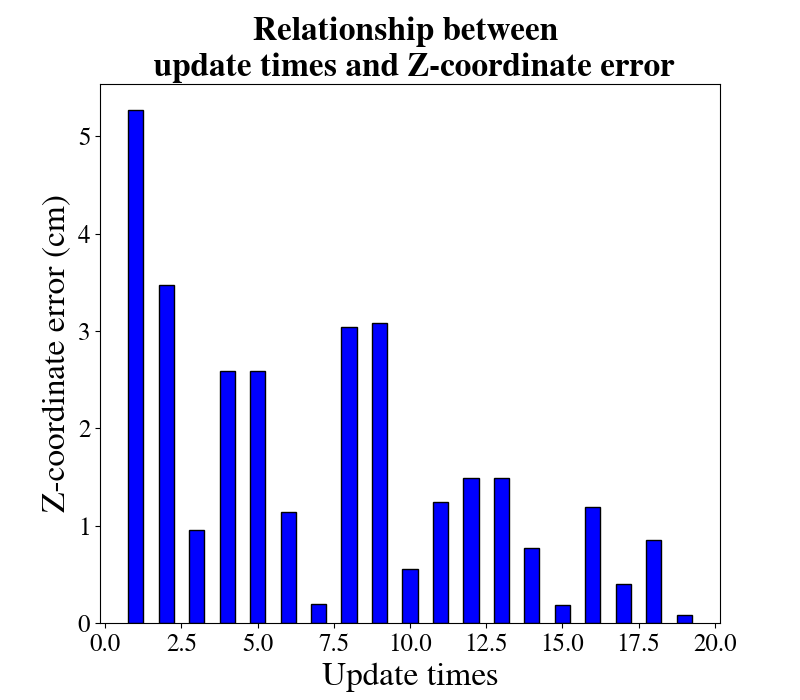 Relationship between
update times and Z-coordinate error
Z-coordinate error (cm)
5
4
3
2
1
0
0.0 2.5 5.0 7.5 10.0 12.5 15.0 17.5 20.0
Update times